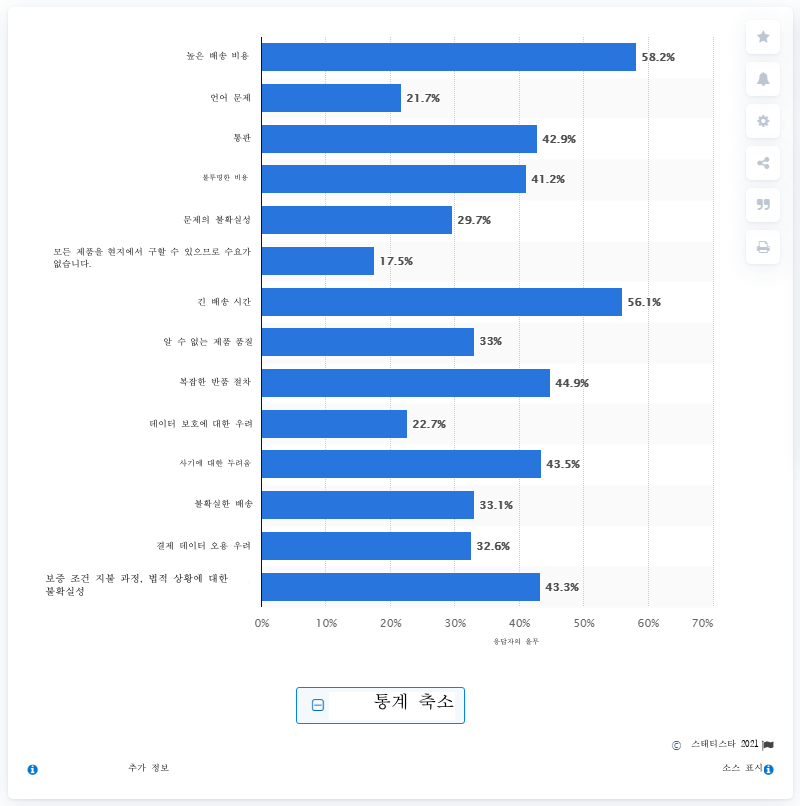 높은 배송 비용
58.2%
언어 문제
21.7%
통관
42.9%
불투명한 비용
41.2%
문제의 불확실성
29.7%
모든 제품을 현지에서 구할 수 있으므로 수요가
없습니다.
17.5%
긴 배송 시간
56.1%
알 수 없는 제품 품질
33%
복잡한 반품 절차
44.9%
데이터 보호에 대한 우려
22.7%
사기에 대한 두려움
43.5%
불확실한 배송
33.1%
결제 데이터 오용 우려
32.6%
보증 조건 지불 과정, 법적 상황에 대한
불확실성
43.3%
0% 10% 20% 30% 40% 50% 60% 70%
응답자의
통계 축소
© 스태티스타 2021
추가 정보
소스 표시